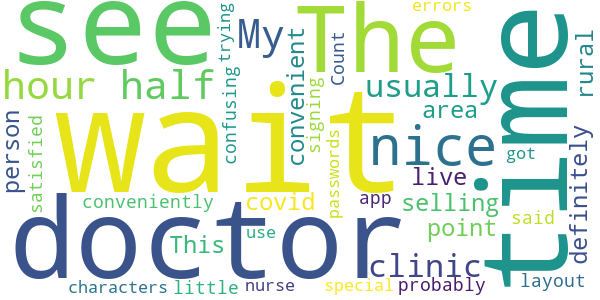 see My The time errors
trying
hour half usually rural
person satisfied confusing convenient signing Count area
wait nice definitely
passwords got
doctor live
conveniently covid app selling
This use point said
clinic
characters little nurse special probably layout